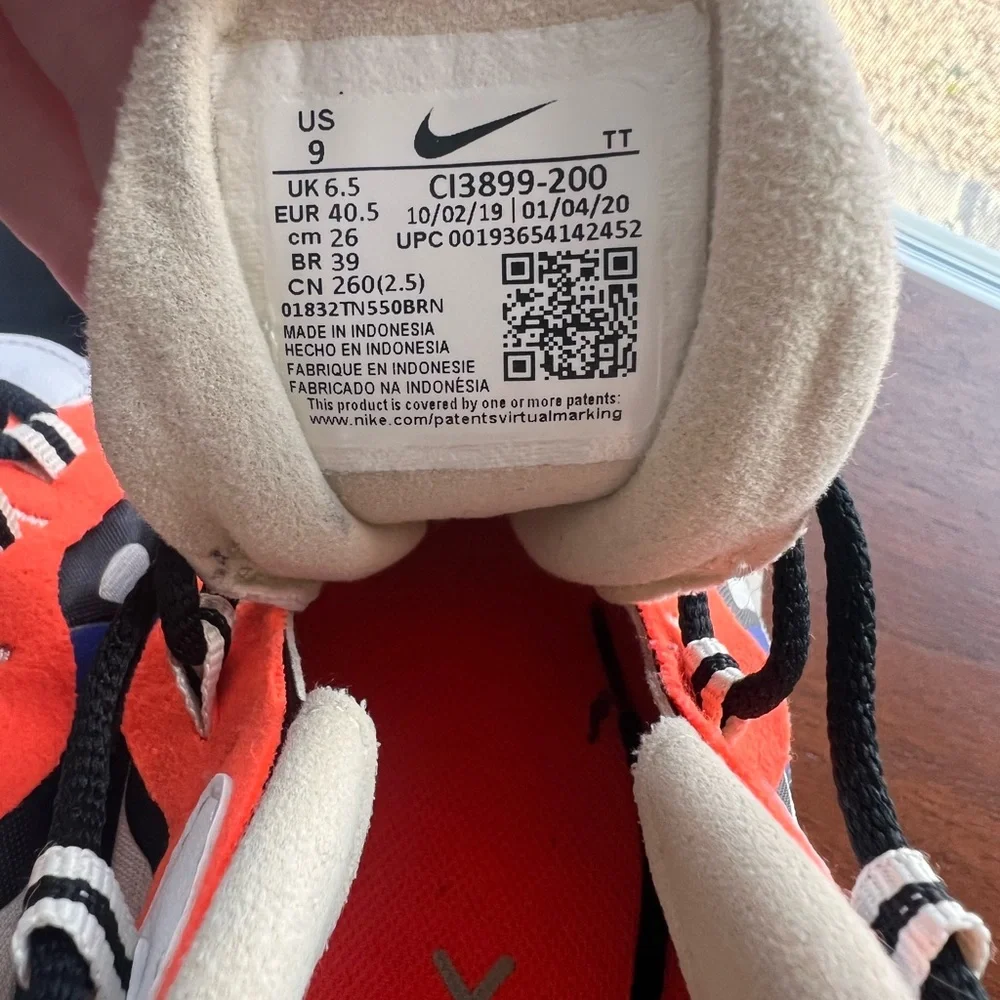 US
9
TT
UK 6.5
CI3899-200
EUR 40.5
10/02/19 | 01/04/20
cm 26
UPC 00193654142452
BR 39
CN 260(2.5)
01832TN550BRN
MADE IN INDONESIA
HECHO EN INDONESIA
FABRIQUE EN INDONESIE
FABRICADO NA INDONÉSIA
This product is covered by one or more patents:
www.nike.com/patentsvirtualmarking